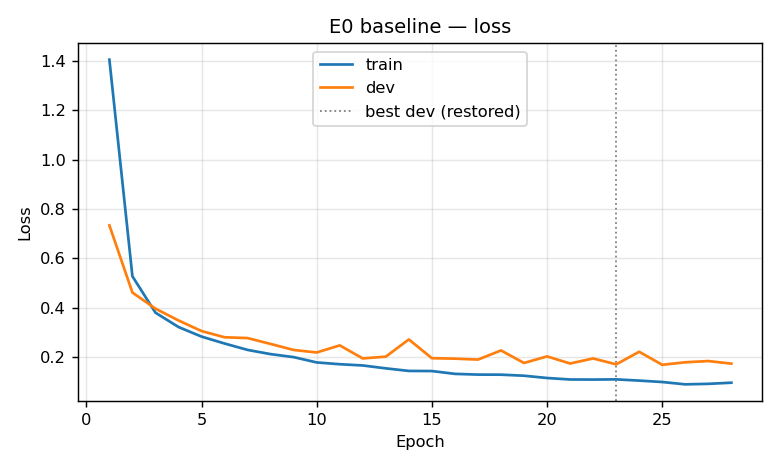 E0 baseline — loss
train
dev
best dev (restored)
Loss
1.4
1.2
1.0
0.8
0.6
0.4
0.2
0 5 10 15 20 25
Epoch